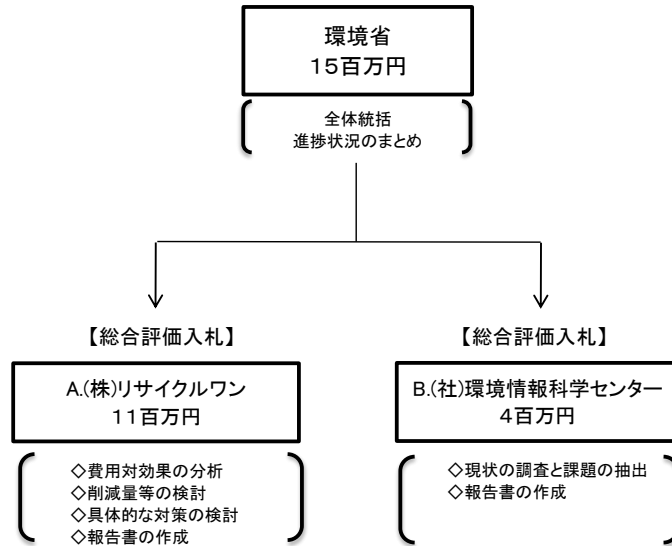 環境省
15百万円
全体統括
進捗状況のまとめ
【総合評価入札】
A.(株)リサイクルワン
11百万円
◇費用対効果の分析
◇削減量等の検討
◇具体的な対策の検討
◇報告書の作成
【総合評価入札】
B.(社)環境情報科学センター
4百万円
◇現状の調査と課題の抽出
◇報告書の作成